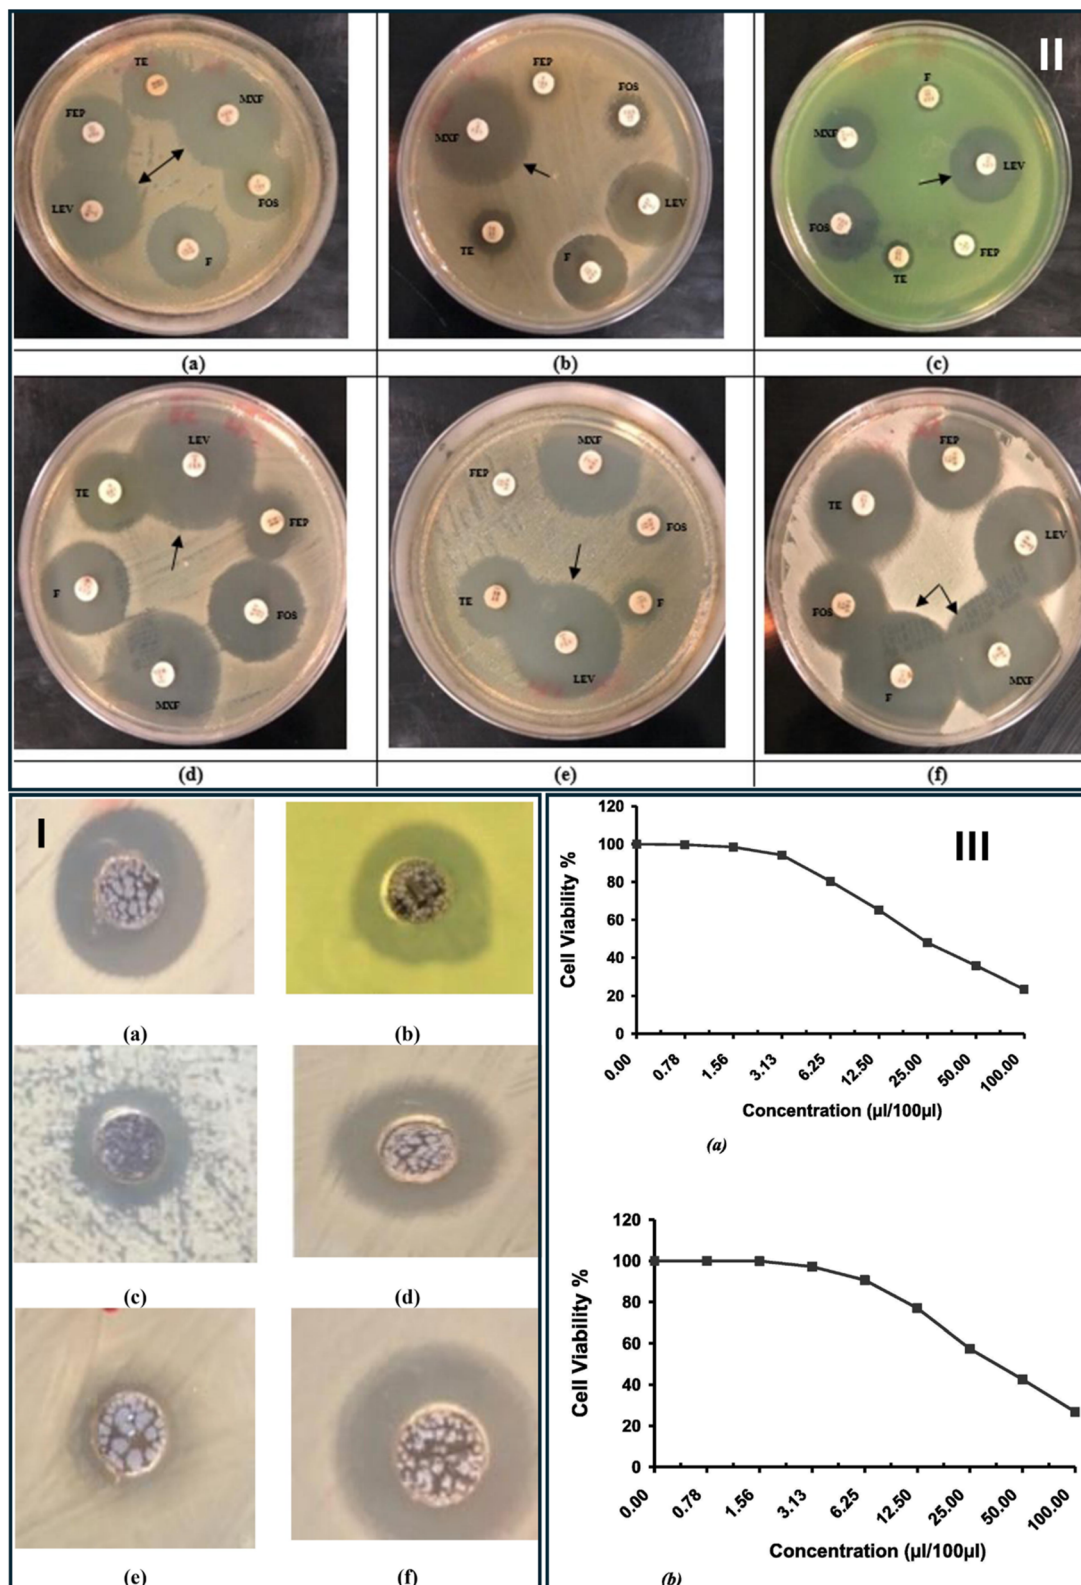 II
TE
MXF
FEP
LEV
FOS
F
(a)
FEP
FOS
MXF
LEV
TE
F
(b)
F
MXF
LEV
FOS
FEP
TE
(c)
LEV
TE
FEP
F
FOS
MXF
(d)
MXF
FEP
FOS
TE
F
LEV
(e)
FEP
TE
LEV
FOS
F
MXF
(f)
I
(a)
(b)
(c)
(d)
(e)
(f)
III
Cell Viability %
120
100
80
60
40
20
0
0.00 0.78 1.56 3.13 6.25 12.50 25.00 50.00 100.00
Concentration (µl/100µl)
(a)
Cell Viability %
120
100
80
60
40
20
0
0.00 0.78 1.56 3.13 6.25 12.50 25.00 50.00 100.00
Concentration (µl/100µl)
(b)